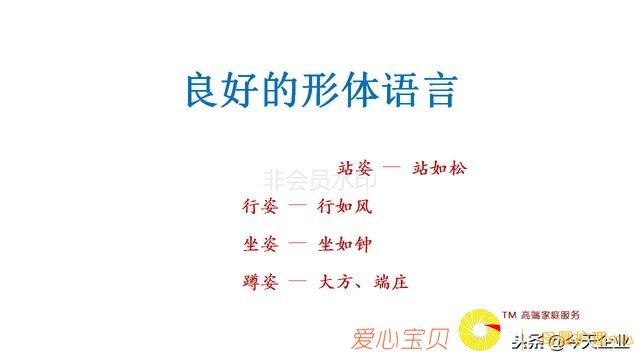 良好的形体语言
站姿 — 站如松
非会员水印
行姿 — 行如风
坐姿 — 坐如钟
蹲姿 — 大方、端庄
TM 高端家庭服务
爱心宝贝
头条@今天企业